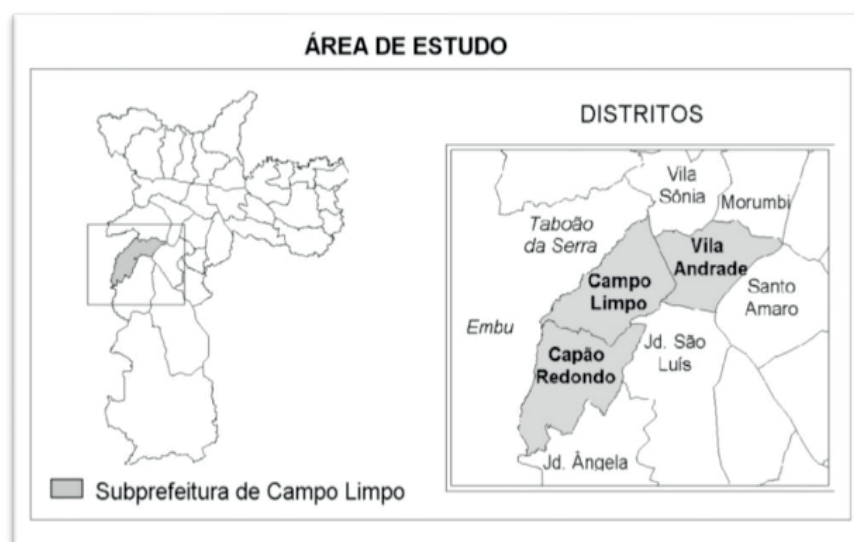 ÁREA DE ESTUDO
DISTRITOS
Vila
Sônia
Morumbi
Taboão
da Serra
Vila
Andrade
Campo
Limpo
Santo
Amaro
Embu
Jd. São
Luís
Capão
Redondo
Jd. Ângela
Subprefeitura de Campo Limpo